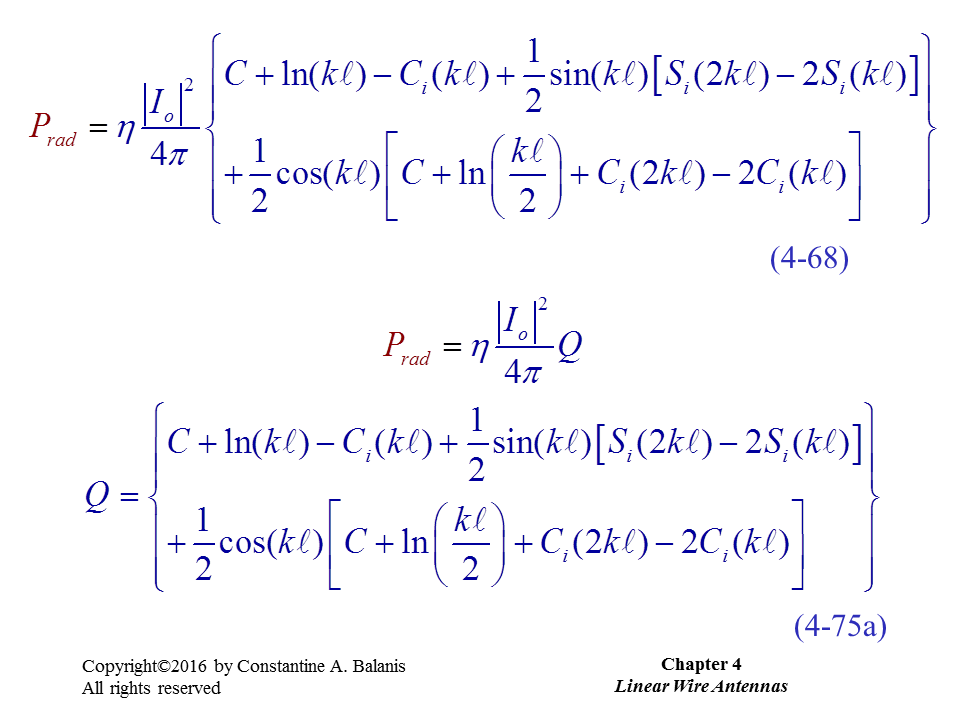 P_rad = η |I_o|² / 4π { C + ln(kℓ) − C_i(kℓ) + 1/2 sin(kℓ)[S_i(2kℓ) − 2S_i(kℓ)]
+ 1/2 cos(kℓ)[C + ln(kℓ/2) + C_i(2kℓ) − 2C_i(kℓ)] }
(4-68)
P_rad = η |I_o|² / 4π Q
Q = { C + ln(kℓ) − C_i(kℓ) + 1/2 sin(kℓ)[S_i(2kℓ) − 2S_i(kℓ)]
+ 1/2 cos(kℓ)[C + ln(kℓ/2) + C_i(2kℓ) − 2C_i(kℓ)] }
(4-75a)
Copyright©2016 by Constantine A. Balanis
All rights reserved
Chapter 4
Linear Wire Antennas